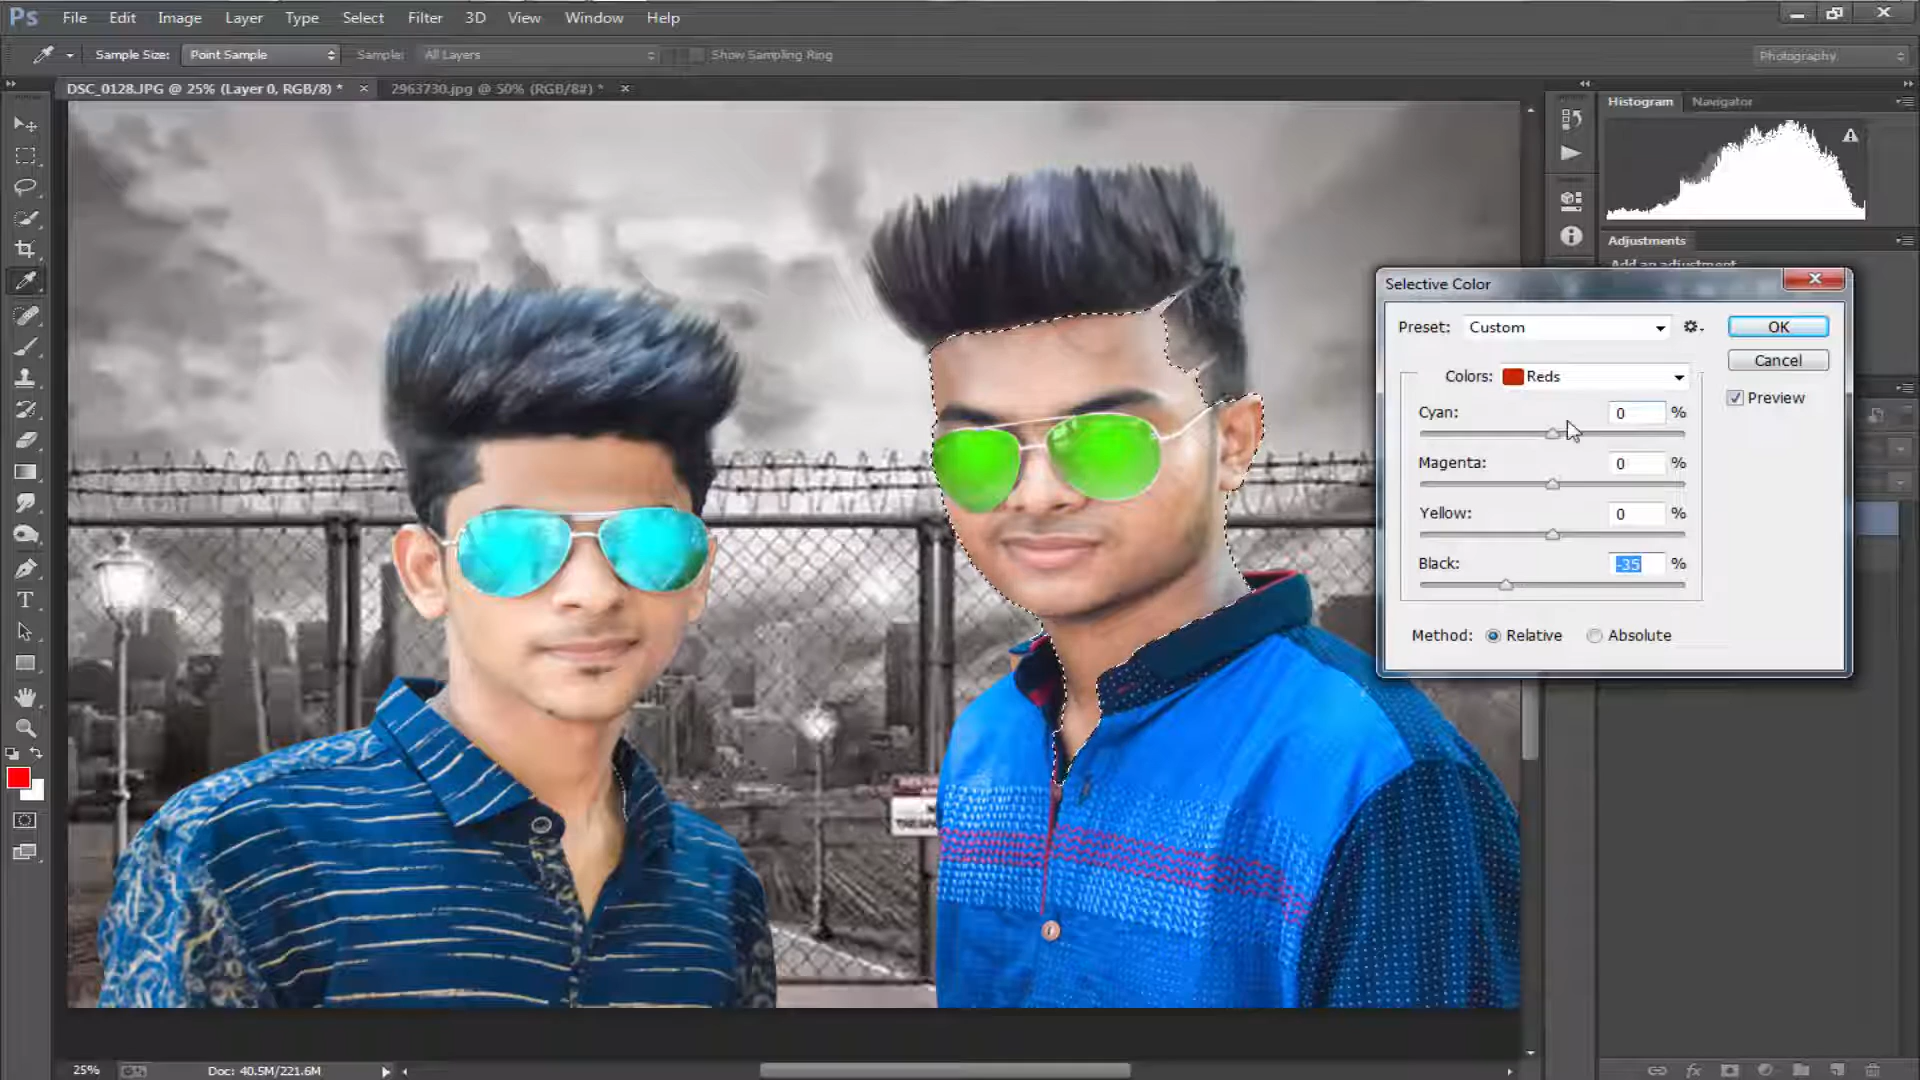 Ps File Edit Image Layer Type Select Filter 3D View Window Help
Sample Size: Point Sample Sample: All Layers Show Sampling Ring Photography
DSC_0128.JPG @ 25% (Layer 0, RGB/8) * × 2963730.jpg @ 50% (RGB/8#) * ×
Histogram Navigator
Adjustments
Add an adjustment
Selective Color
Preset: Custom OK
Cancel
Colors: Reds
Preview
Cyan: 0 %
Magenta: 0 %
Yellow: 0 %
Black: -35 %
Method: Relative Absolute
T
25% Doc: 40.5M/221.6M
fx